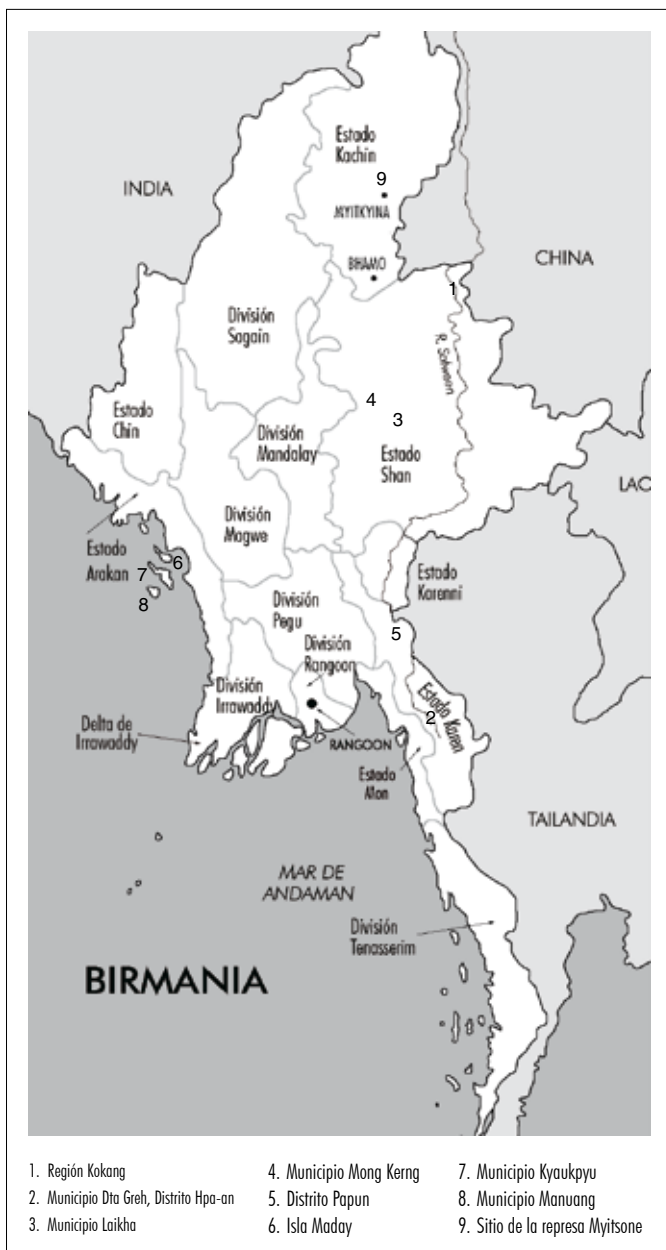 Estado
Kachin
INDIA
9
MYITKYINA
CHINA
BHAMO
1
División
Sagain
R. Salween
4
3
Estado
Chin
División
Mandalay
Estado
Shan
LAO
División
Magwe
Estado
Arakan
6
7
8
Estado
Karenni
División
Pegu
5
División
Rangoon
División
Irrawaddy
Estado Karen
2
Delta de
Irrawaddy
RANGOON
Estado
Mon
TAILANDIA
MAR DE
ANDAMAN
División
Tenasserim
BIRMANIA
1. Región Kokang
2. Municipio Dta Greh, Distrito Hpa-an
3. Municipio Laikha
4. Municipio Mong Kerng
5. Distrito Papun
6. Isla Maday
7. Municipio Kyaukpyu
8. Municipio Manuang
9. Sitio de la represa Myitsone